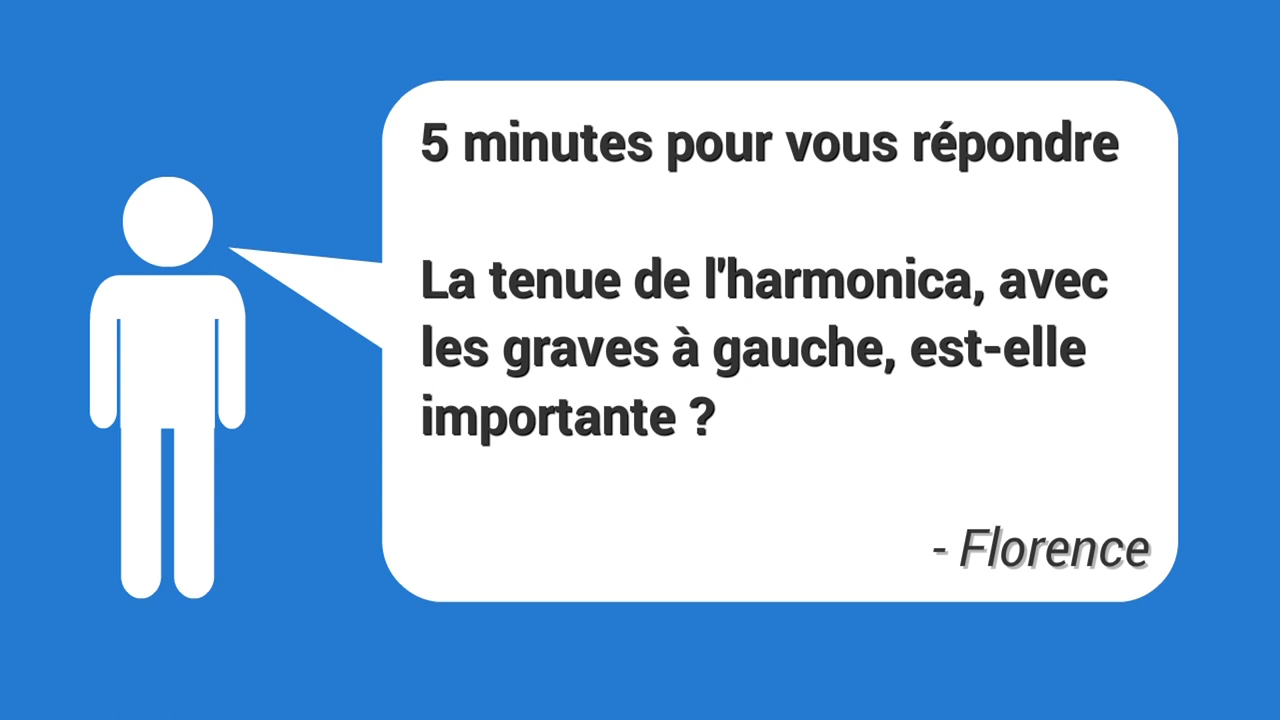 5 minutes pour vous répondre
La tenue de l'harmonica, avec
les graves à gauche, est-elle
importante ?
- Florence